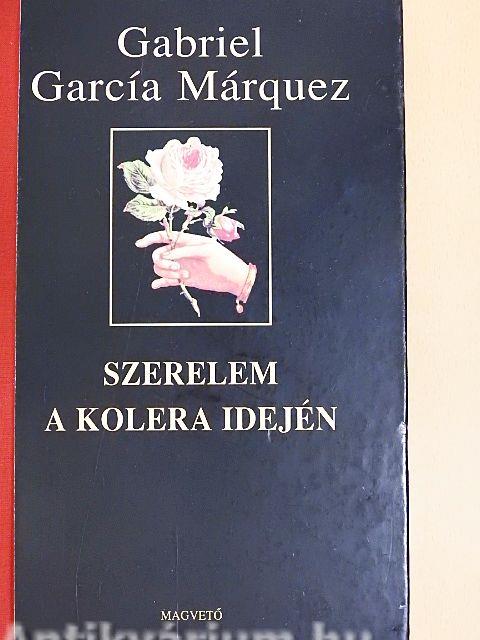 Gabriel
García Márquez
SZERELEM
A KOLERA IDEJÉN
MAGVETŐ
Antikvárium.hu